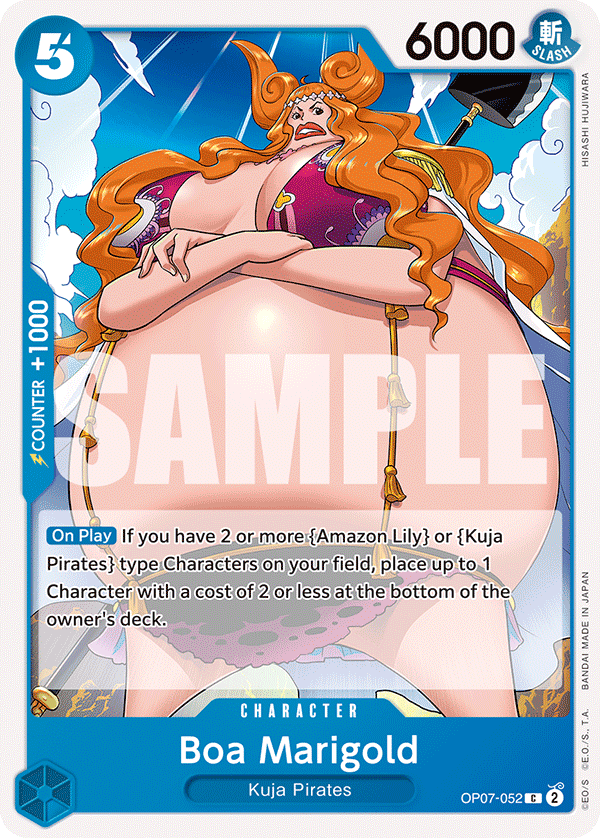 5
6000
斬
SLASH
HISASHI HUJIWARA
COUNTER +1000
SAMPLE
On Play If you have 2 or more {Amazon Lily} or {Kuja
Pirates} type Characters on your field, place up to 1
Character with a cost of 2 or less at the bottom of the
owner's deck.
CHARACTER
Boa Marigold
Kuja Pirates
OP07-052 C 2
©EO/S ©E.O./S., T.A. BANDAI MADE IN JAPAN